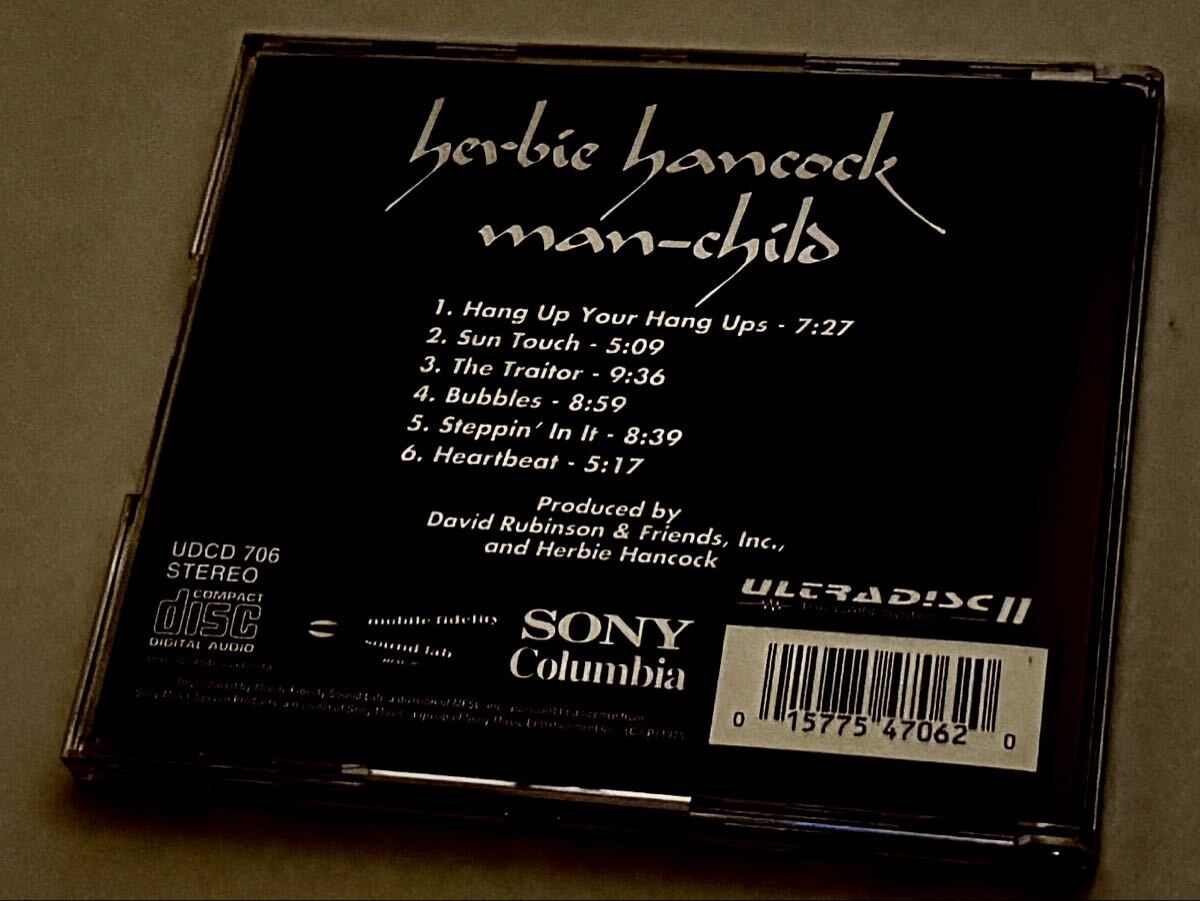 herbie hancock
man-child
1. Hang Up Your Hang Ups - 7:27
2. Sun Touch - 5:09
3. The Traitor - 9:36
4. Bubbles - 8:59
5. Steppin' In It - 8:39
6. Heartbeat - 5:17
Produced by
David Rubinson & Friends, Inc.,
and Herbie Hancock
UDCD 706
STEREO
COMPACT
disc
DIGITAL AUDIO
mobile fidelity
sound lab
SONY
Columbia
ULTRADISC II
0 15775 47062 0